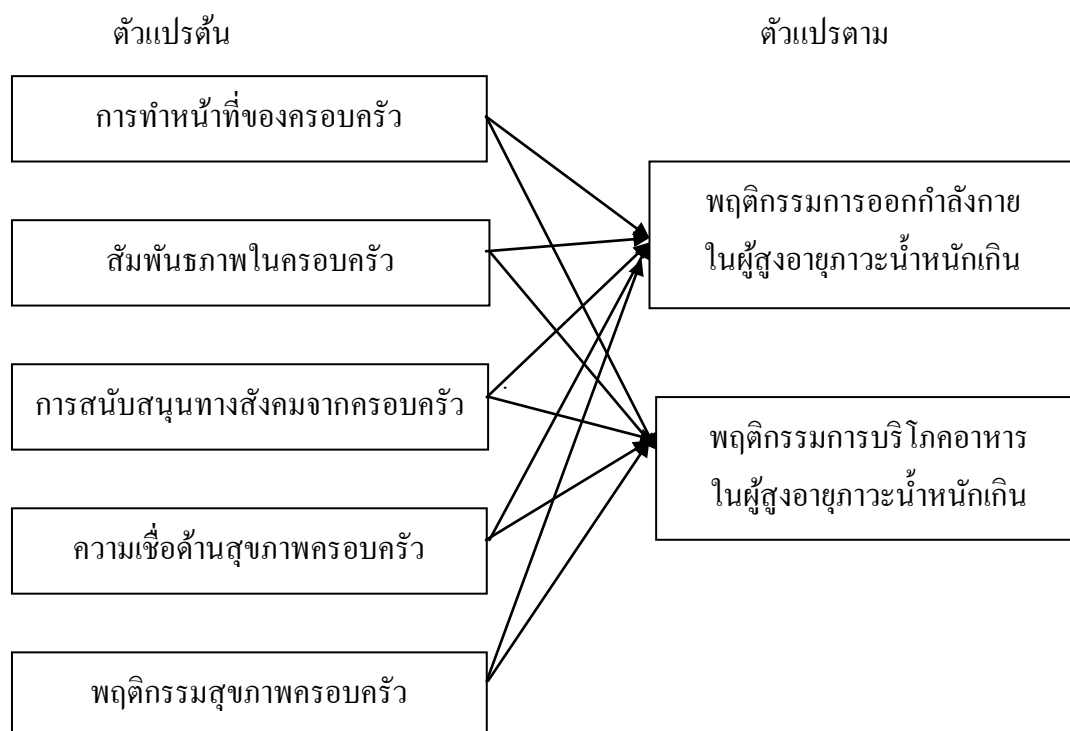 ตัวแปรต้น
ตัวแปรตาม
การทำหน้าที่ของครอบครัว
สัมพันธภาพในครอบครัว
การสนับสนุนทางสังคมจากครอบครัว
ความเชื่อด้านสุขภาพครอบครัว
พฤติกรรมสุขภาพครอบครัว
พฤติกรรมการออกกำลังกาย
ในผู้สูงอายุภาวะน้ำหนักเกิน
พฤติกรรมการบริโภคอาหาร
ในผู้สูงอายุภาวะน้ำหนักเกิน